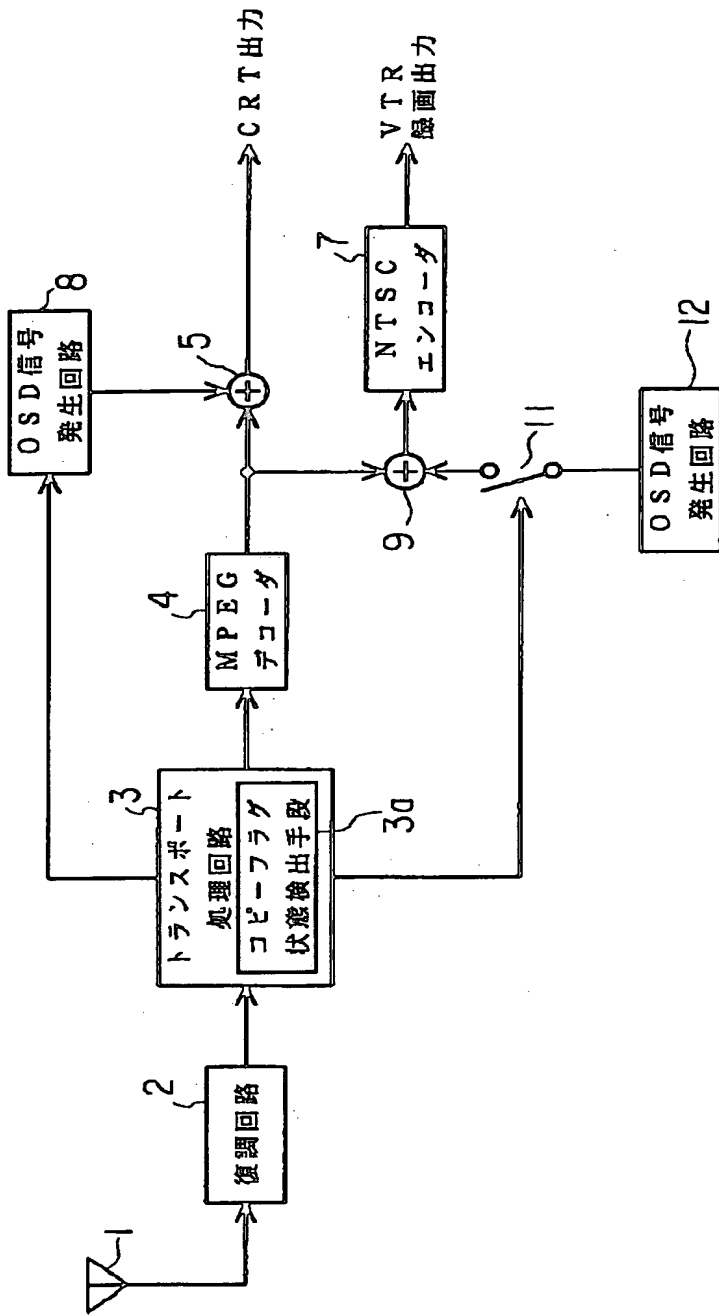 1
2
復調回路
3
トランスポート
処理回路
コピーフラグ
状態検出手段
3a
4
MPEG
デコーダ
8
OSD信号
発生回路
5
CRT出力
9
7
NTSC
エンコーダ
VTR
録画出力
11
12
OSD信号
発生回路